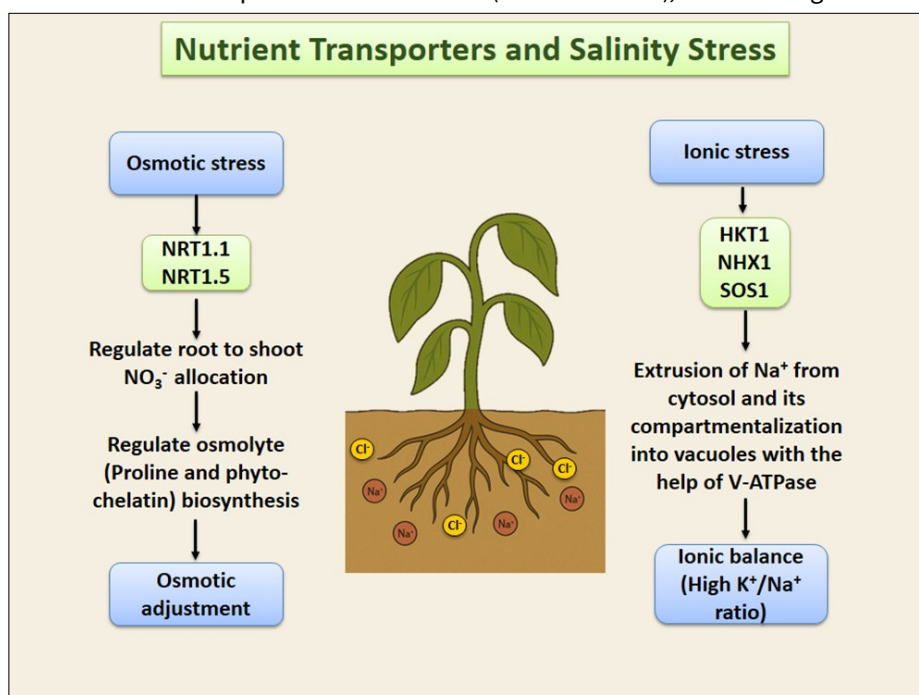 Nutrient Transporters and Salinity Stress
Osmotic stress
NRT1.1
NRT1.5
Regulate root to shoot
NO₃⁻ allocation
Regulate osmolyte
(Proline and phyto-
chelatin) biosynthesis
Osmotic
adjustment
Cl⁻
Cl⁻
Cl⁻
Na⁺
Na⁺
Na⁺
Cl⁻
Na⁺
Ionic stress
HKT1
NHX1
SOS1
Extrusion of Na⁺ from
cytosol and its
compartmentalization
into vacuoles with the
help of V-ATPase
Ionic balance
(High K⁺/Na⁺
ratio)